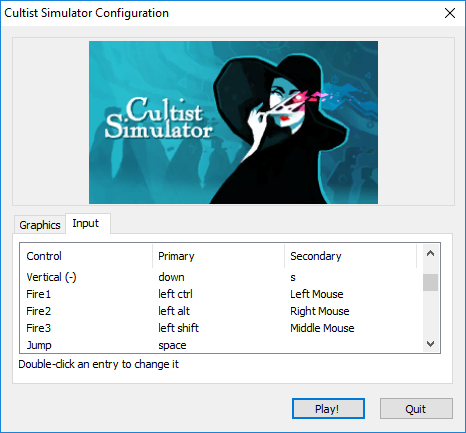 Cultist Simulator Configuration
Cultist
Simulator
Graphics Input
Control Primary Secondary
Vertical (-) down s
Fire1 left ctrl Left Mouse
Fire2 left alt Right Mouse
Fire3 left shift Middle Mouse
Jump space
Double-click an entry to change it
Play! Quit